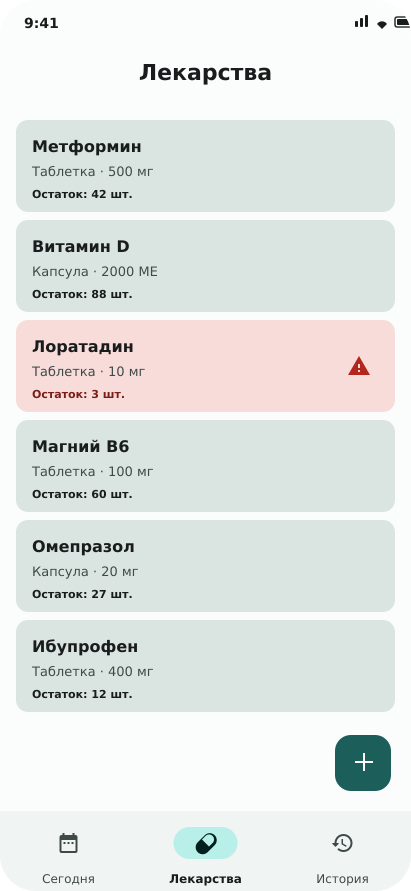 9:41
Лекарства
Метформин
Таблетка · 500 мг
Остаток: 42 шт.
Витамин D
Капсула · 2000 МЕ
Остаток: 88 шт.
Лоратадин
Таблетка · 10 мг
Остаток: 3 шт.
Магний B6
Таблетка · 100 мг
Остаток: 60 шт.
Омепразол
Капсула · 20 мг
Остаток: 27 шт.
Ибупрофен
Таблетка · 400 мг
Остаток: 12 шт.
Сегодня
Лекарства
История